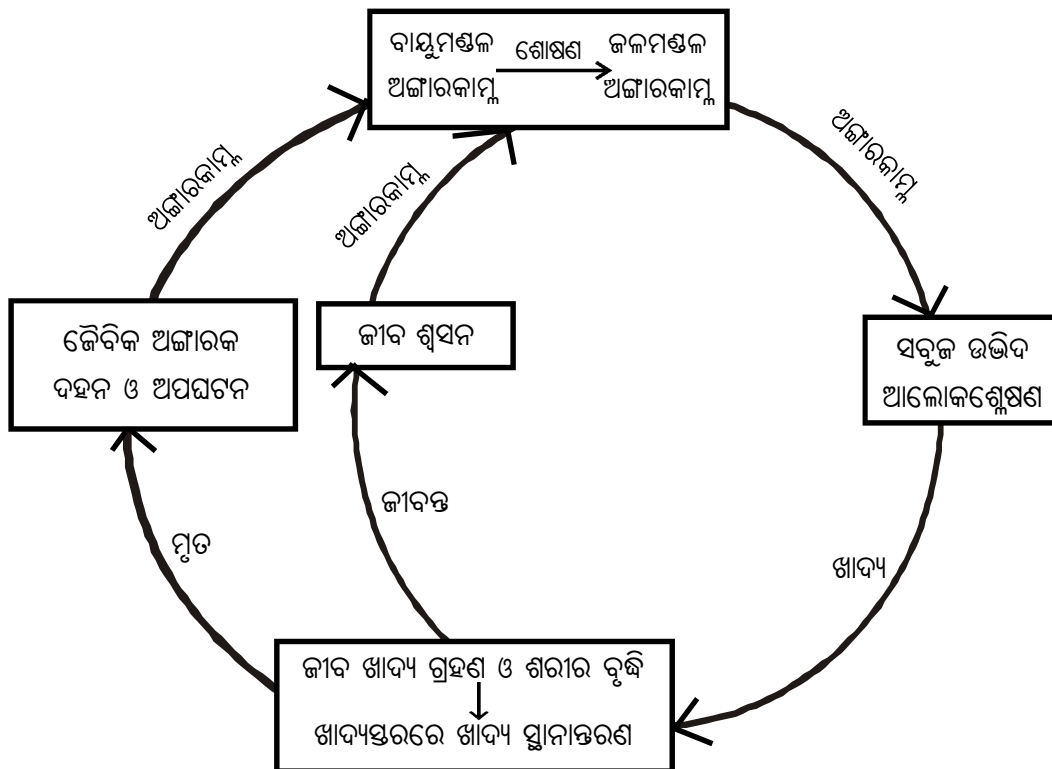 ବାୟୁମଣ୍ଡଳ ଶୋଷଣ ଜଳମଣ୍ଡଳ
ଅଙ୍ଗାରକାମ୍ଳ ଅଙ୍ଗାରକାମ୍ଳ
ଅଙ୍ଗାରକାମ୍ଳ
ଅଙ୍ଗାରକାମ୍ଳ
ଅଙ୍ଗାରକାମ୍ଳ
ଜୈବିକ ଅଙ୍ଗାରକ
ଦହନ ଓ ଅପଘଟନ
ଜୀବ ଶ୍ୱସନ
ସବୁଜ ଉଦ୍ଭିଦ
ଆଲୋକଶ୍ଳେଷଣ
ଜୀବନ୍ତ
ମୃତ
ଖାଦ୍ୟ
ଜୀବ ଖାଦ୍ୟ ଗ୍ରହଣ ଓ ଶରୀର ବୃଦ୍ଧି
ଖାଦ୍ୟସ୍ତରରେ ଖାଦ୍ୟ ସ୍ଥାନାନ୍ତରଣ